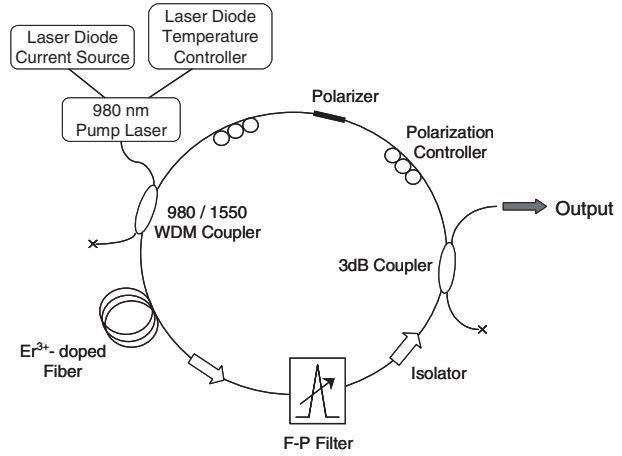 Laser Diode
Current Source
Laser Diode
Temperature
Controller
980 nm
Pump Laser
Polarizer
Polarization
Controller
980 / 1550
WDM Coupler
Output
3dB Coupler
Er³⁺- doped
Fiber
Isolator
F-P Filter